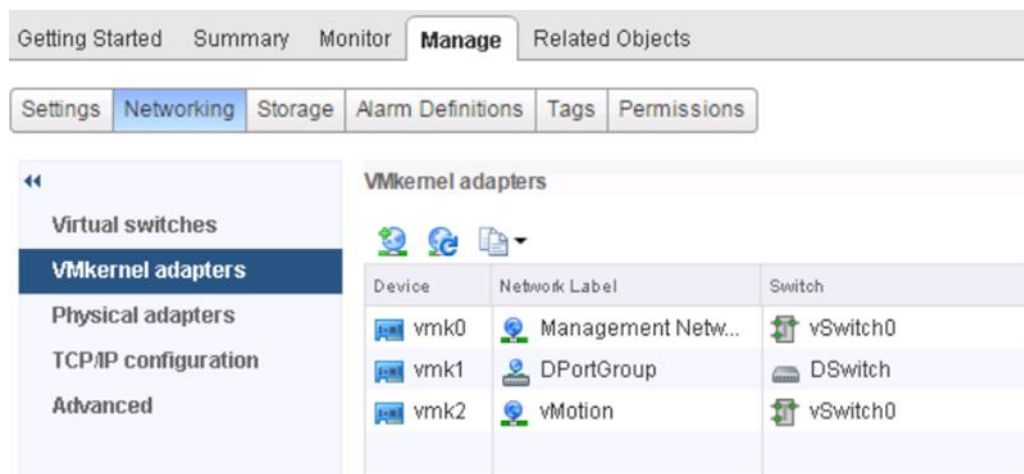 Getting Started Summary Monitor Manage Related Objects
Settings Networking Storage Alarm Definitions Tags Permissions
Virtual switches
VMkernel adapters
Physical adapters
TCP/IP configuration
Advanced
VMkernel adapters
Device Network Label Switch
vmk0 Management Netw... vSwitch0
vmk1 DPortGroup DSwitch
vmk2 vMotion vSwitch0